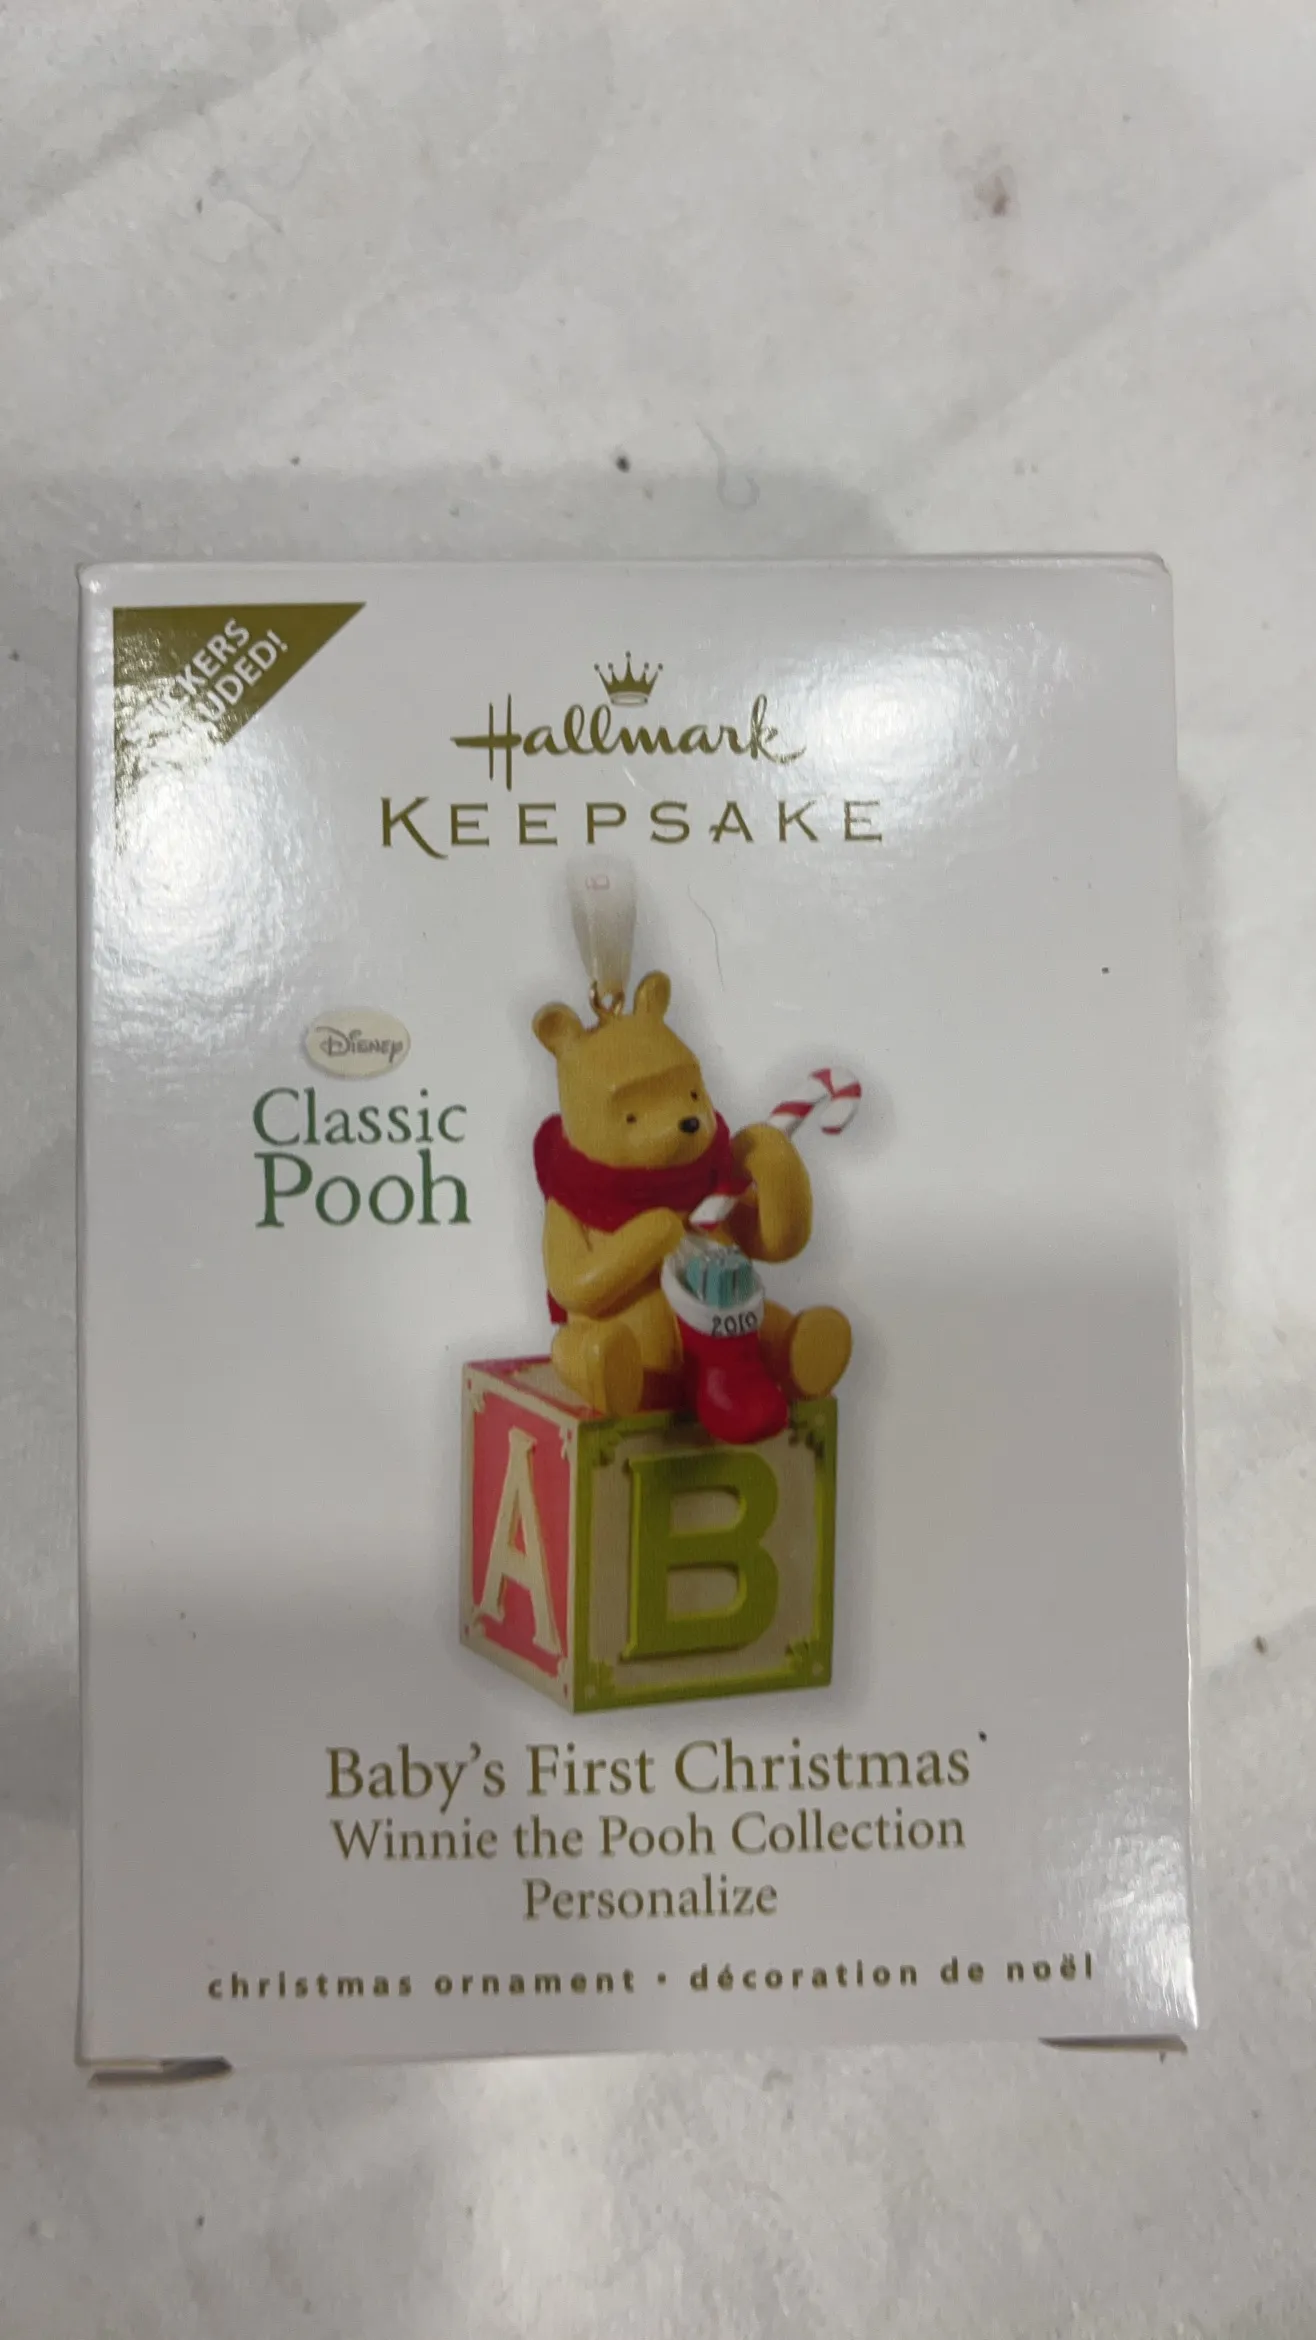 Hallmark
KEEPSAKE
Disney
Classic
Pooh
2010
A B
Baby's First Christmas
Winnie the Pooh Collection
Personalize
christmas ornament • décoration de noël